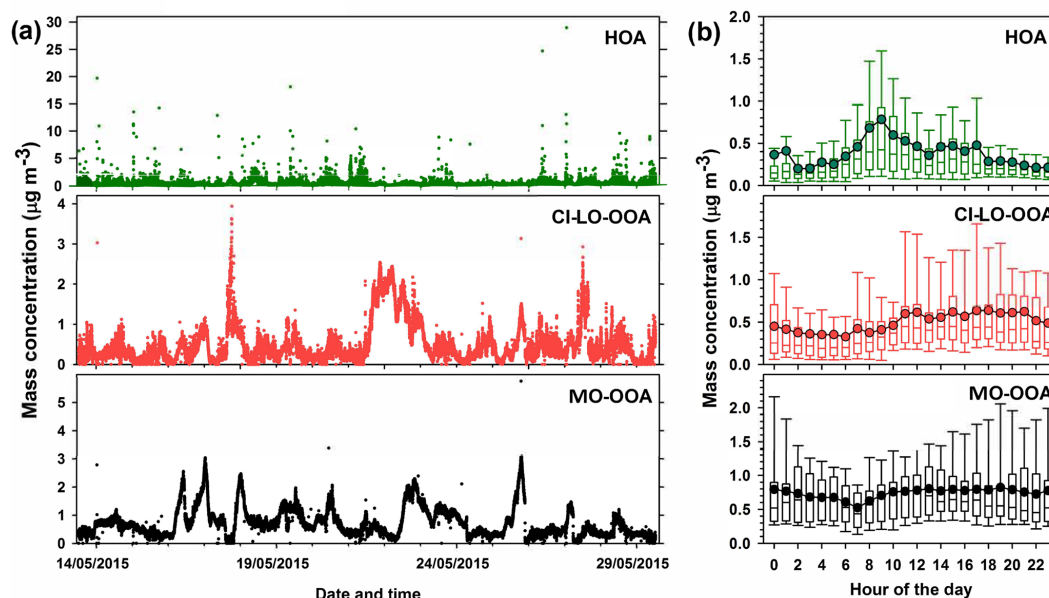 (a)
HOA
30
25
20
15
10
5
0
CI-LO-OOA
4
3
2
1
0
MO-OOA
5
4
3
2
1
0
Mass concentration (µg m-3)
14/05/2015 19/05/2015 24/05/2015 29/05/2015
Date and time
(b)
HOA
2.0
1.5
1.0
0.5
0.0
CI-LO-OOA
1.5
1.0
0.5
0.0
MO-OOA
2.0
1.5
1.0
0.5
0.0
Mass concentration (µg m-3)
0 2 4 6 8 10 12 14 16 18 20 22
Hour of the day